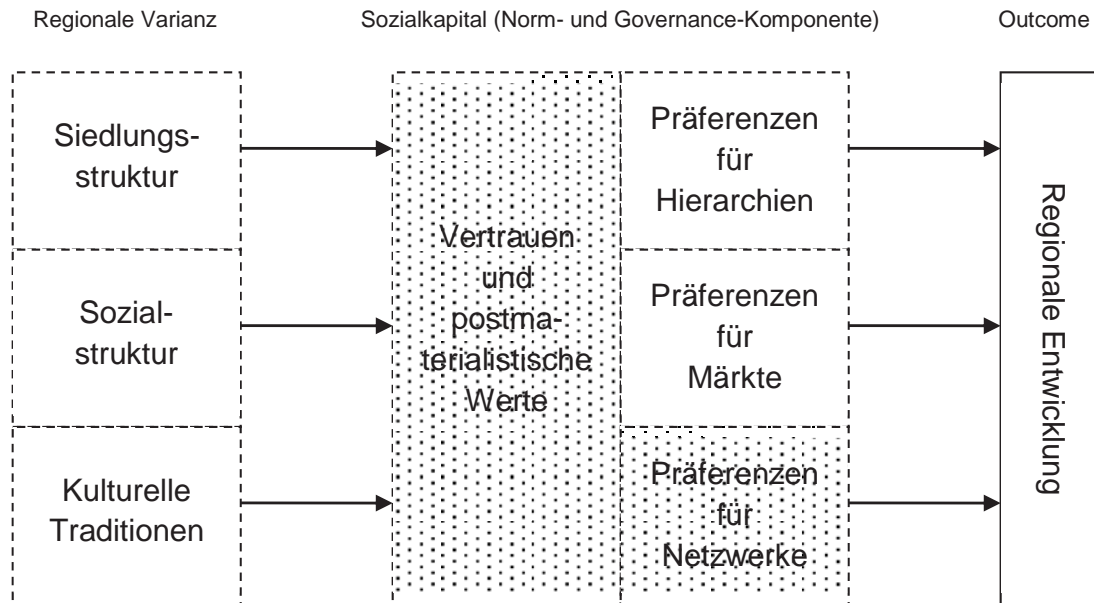 Regionale Varianz
Sozialkapital (Norm- und Governance-Komponente)
Outcome
Siedlungs-
struktur
Sozial-
struktur
Kulturelle
Traditionen
Vertrauen
und
postma-
terialistische
Werte
Präferenzen
für
Hierarchien
Präferenzen
für
Märkte
Präferenzen
für
Netzwerke
Regionale Entwicklung